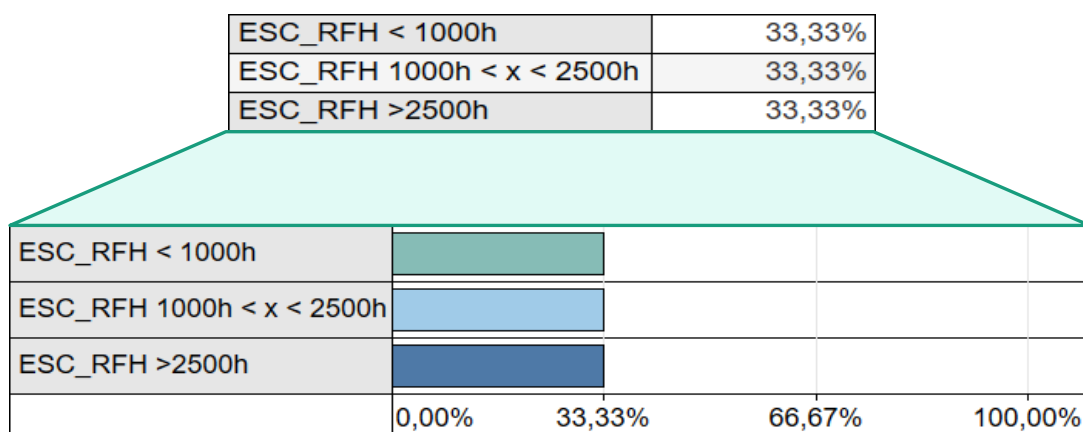 ESC_RFH < 1000h 33,33%
ESC_RFH 1000h < x < 2500h 33,33%
ESC_RFH >2500h 33,33%
ESC_RFH < 1000h
ESC_RFH 1000h < x < 2500h
ESC_RFH >2500h
0,00% 33,33% 66,67% 100,00%